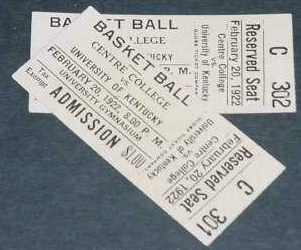 BASKET BALL
COLLEGE
KENTUCKY
P. M.
Reserved Seat
February 20, 1922
Centre College
vs
University of Kentucky
C 302
BASKET BALL
CENTRE COLLEGE
vs
UNIVERSITY OF KENTUCKY
FEBRUARY 20, 1922 8.00 P. M.
UNIVERSITY GYMNASIUM
Tax
Exempt
ADMISSION $1.00
University of Kentucky
vs
Centre College
February 20, 1922
Reserved Seat
C 301